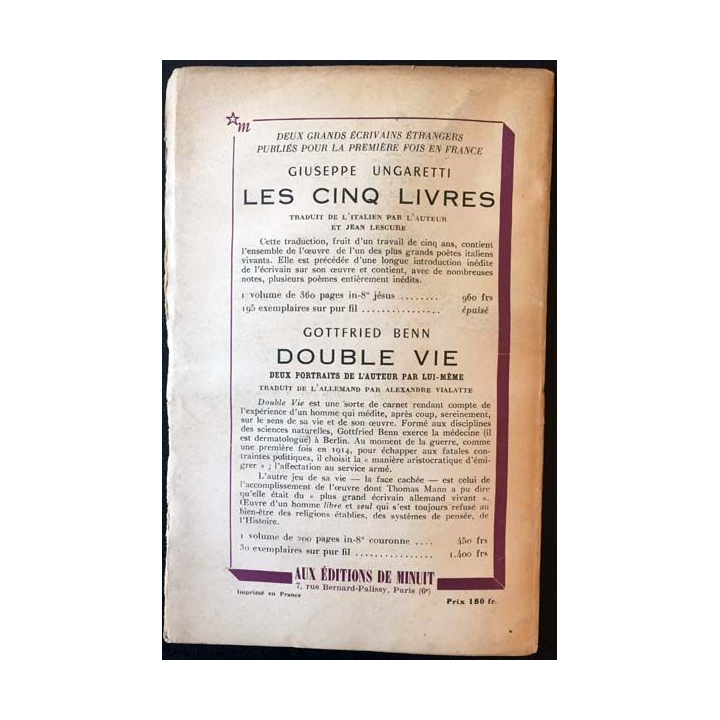 m
DEUX GRANDS ÉCRIVAINS ÉTRANGERS
PUBLIÉS POUR LA PREMIÈRE FOIS EN FRANCE
GIUSEPPE UNGARETTI
LES CINQ LIVRES
TRADUIT DE L'ITALIEN PAR L'AUTEUR
ET JEAN LESCURE
Cette traduction, fruit d'un travail de cinq ans, contient
l'ensemble de l'œuvre de l'un des plus grands poètes italiens
vivants. Elle est précédée d'une longue introduction inédite
de l'écrivain sur son œuvre et contient, avec de nombreuses
notes, plusieurs poèmes entièrement inédits.
1 volume de 360 pages in-8° jésus ........ 960 frs
195 exemplaires sur pur fil ................ épuisé
GOTTFRIED BENN
DOUBLE VIE
DEUX PORTRAITS DE L'AUTEUR PAR LUI-MÊME
TRADUIT DE L'ALLEMAND PAR ALEXANDRE VIALATTE
Double Vie est une sorte de carnet rendant compte de
l'expérience d'un homme qui médite, après coup, sereinement,
sur le sens de sa vie et de son œuvre. Formé aux disciplines
des sciences naturelles, Gottfried Benn exerce la médecine (il
est dermatologue) à Berlin. Au moment de la guerre, comme
une première fois en 1914, pour échapper aux fatales con-
traintes politiques, il choisit la « manière aristocratique d'émi-
grer » ; l'affectation au service armé.
L'autre jeu de sa vie — la face cachée — est celui de
l'accomplissement de l'œuvre dont Thomas Mann a pu dire
qu'elle était du « plus grand écrivain allemand vivant ».
Œuvre d'un homme libre et seul qui s'est toujours refusé au
bien-être des religions établies, des systèmes de pensée, de
l'Histoire.
1 volume de 200 pages in-8° couronne .... 450 frs
30 exemplaires sur pur fil ................ 1.400 frs
AUX ÉDITIONS DE MINUIT
7, rue Bernard-Palissy, Paris (6e)
Imprimé en France
Prix 180 fr.